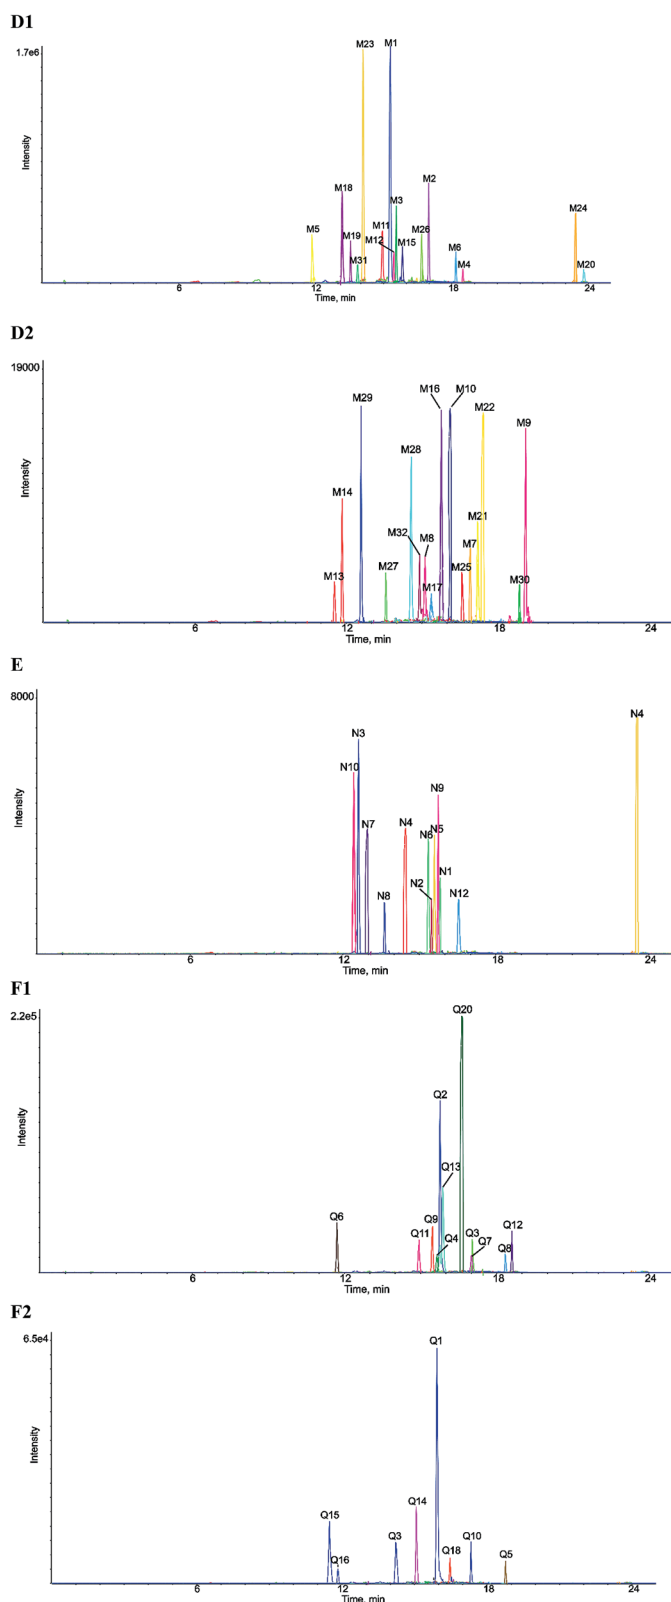 D1
1.7e6
M23
M1
M18
M2
M3
M5
M11
M19
M12
M26
M15
M31
M6
M4
M24
M20
Intensity
6
12
18
24
Time, min
D2
19000
M29
M16
M10
M22
M9
M28
M14
M32
M8
M21
M7
M13
M27
M17
M25
M30
Intensity
6
12
18
24
Time, min
E
8000
N3
N4
N10
N9
N7
N4
N6
N5
N8
N2
N1
N12
Intensity
6
12
18
24
Time, min
F1
2.2e5
Q20
Q2
Q13
Q6
Q9
Q11
Q4
Q3
Q7
Q12
Q8
Intensity
6
12
18
24
Time, min
F2
6.5e4
Q1
Q15
Q14
Q16
Q3
Q18
Q10
Q5
Intensity
6
12
18
24
Time, min